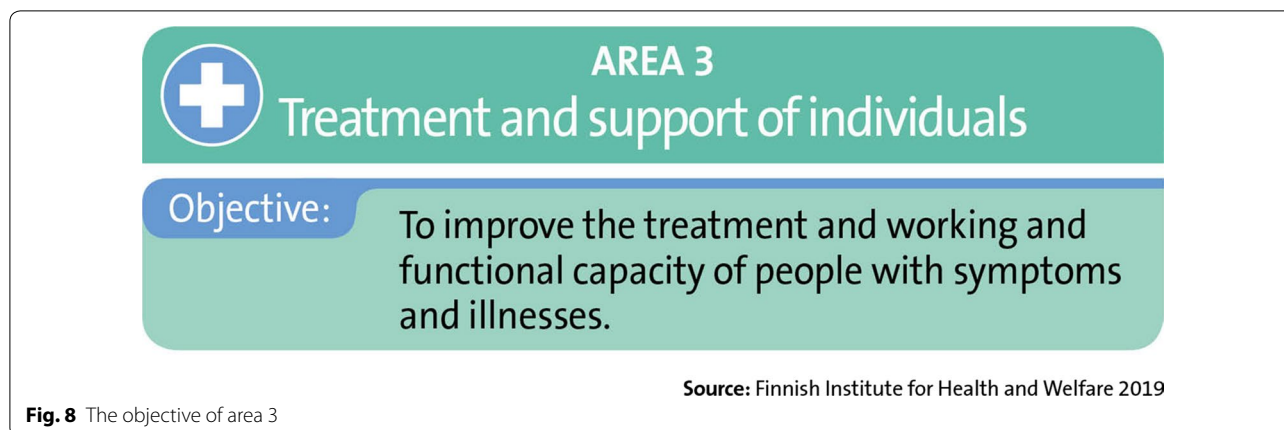 AREA 3
Treatment and support of individuals
Objective:
To improve the treatment and working and
functional capacity of people with symptoms
and illnesses.
Source: Finnish Institute for Health and Welfare 2019
Fig. 8 The objective of area 3